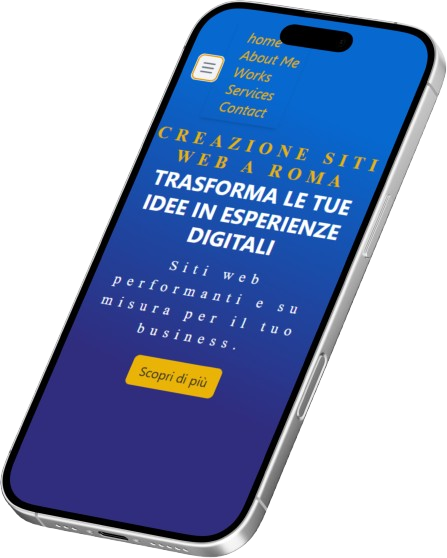 home
About Me
Works
Services
Contact
CREAZIONE SITI
WEB A ROMA
TRASFORMA LE TUE
IDEE IN ESPERIENZE
DIGITALI
Siti web
performanti e su
misura per il tuo
business.
Scopri di più